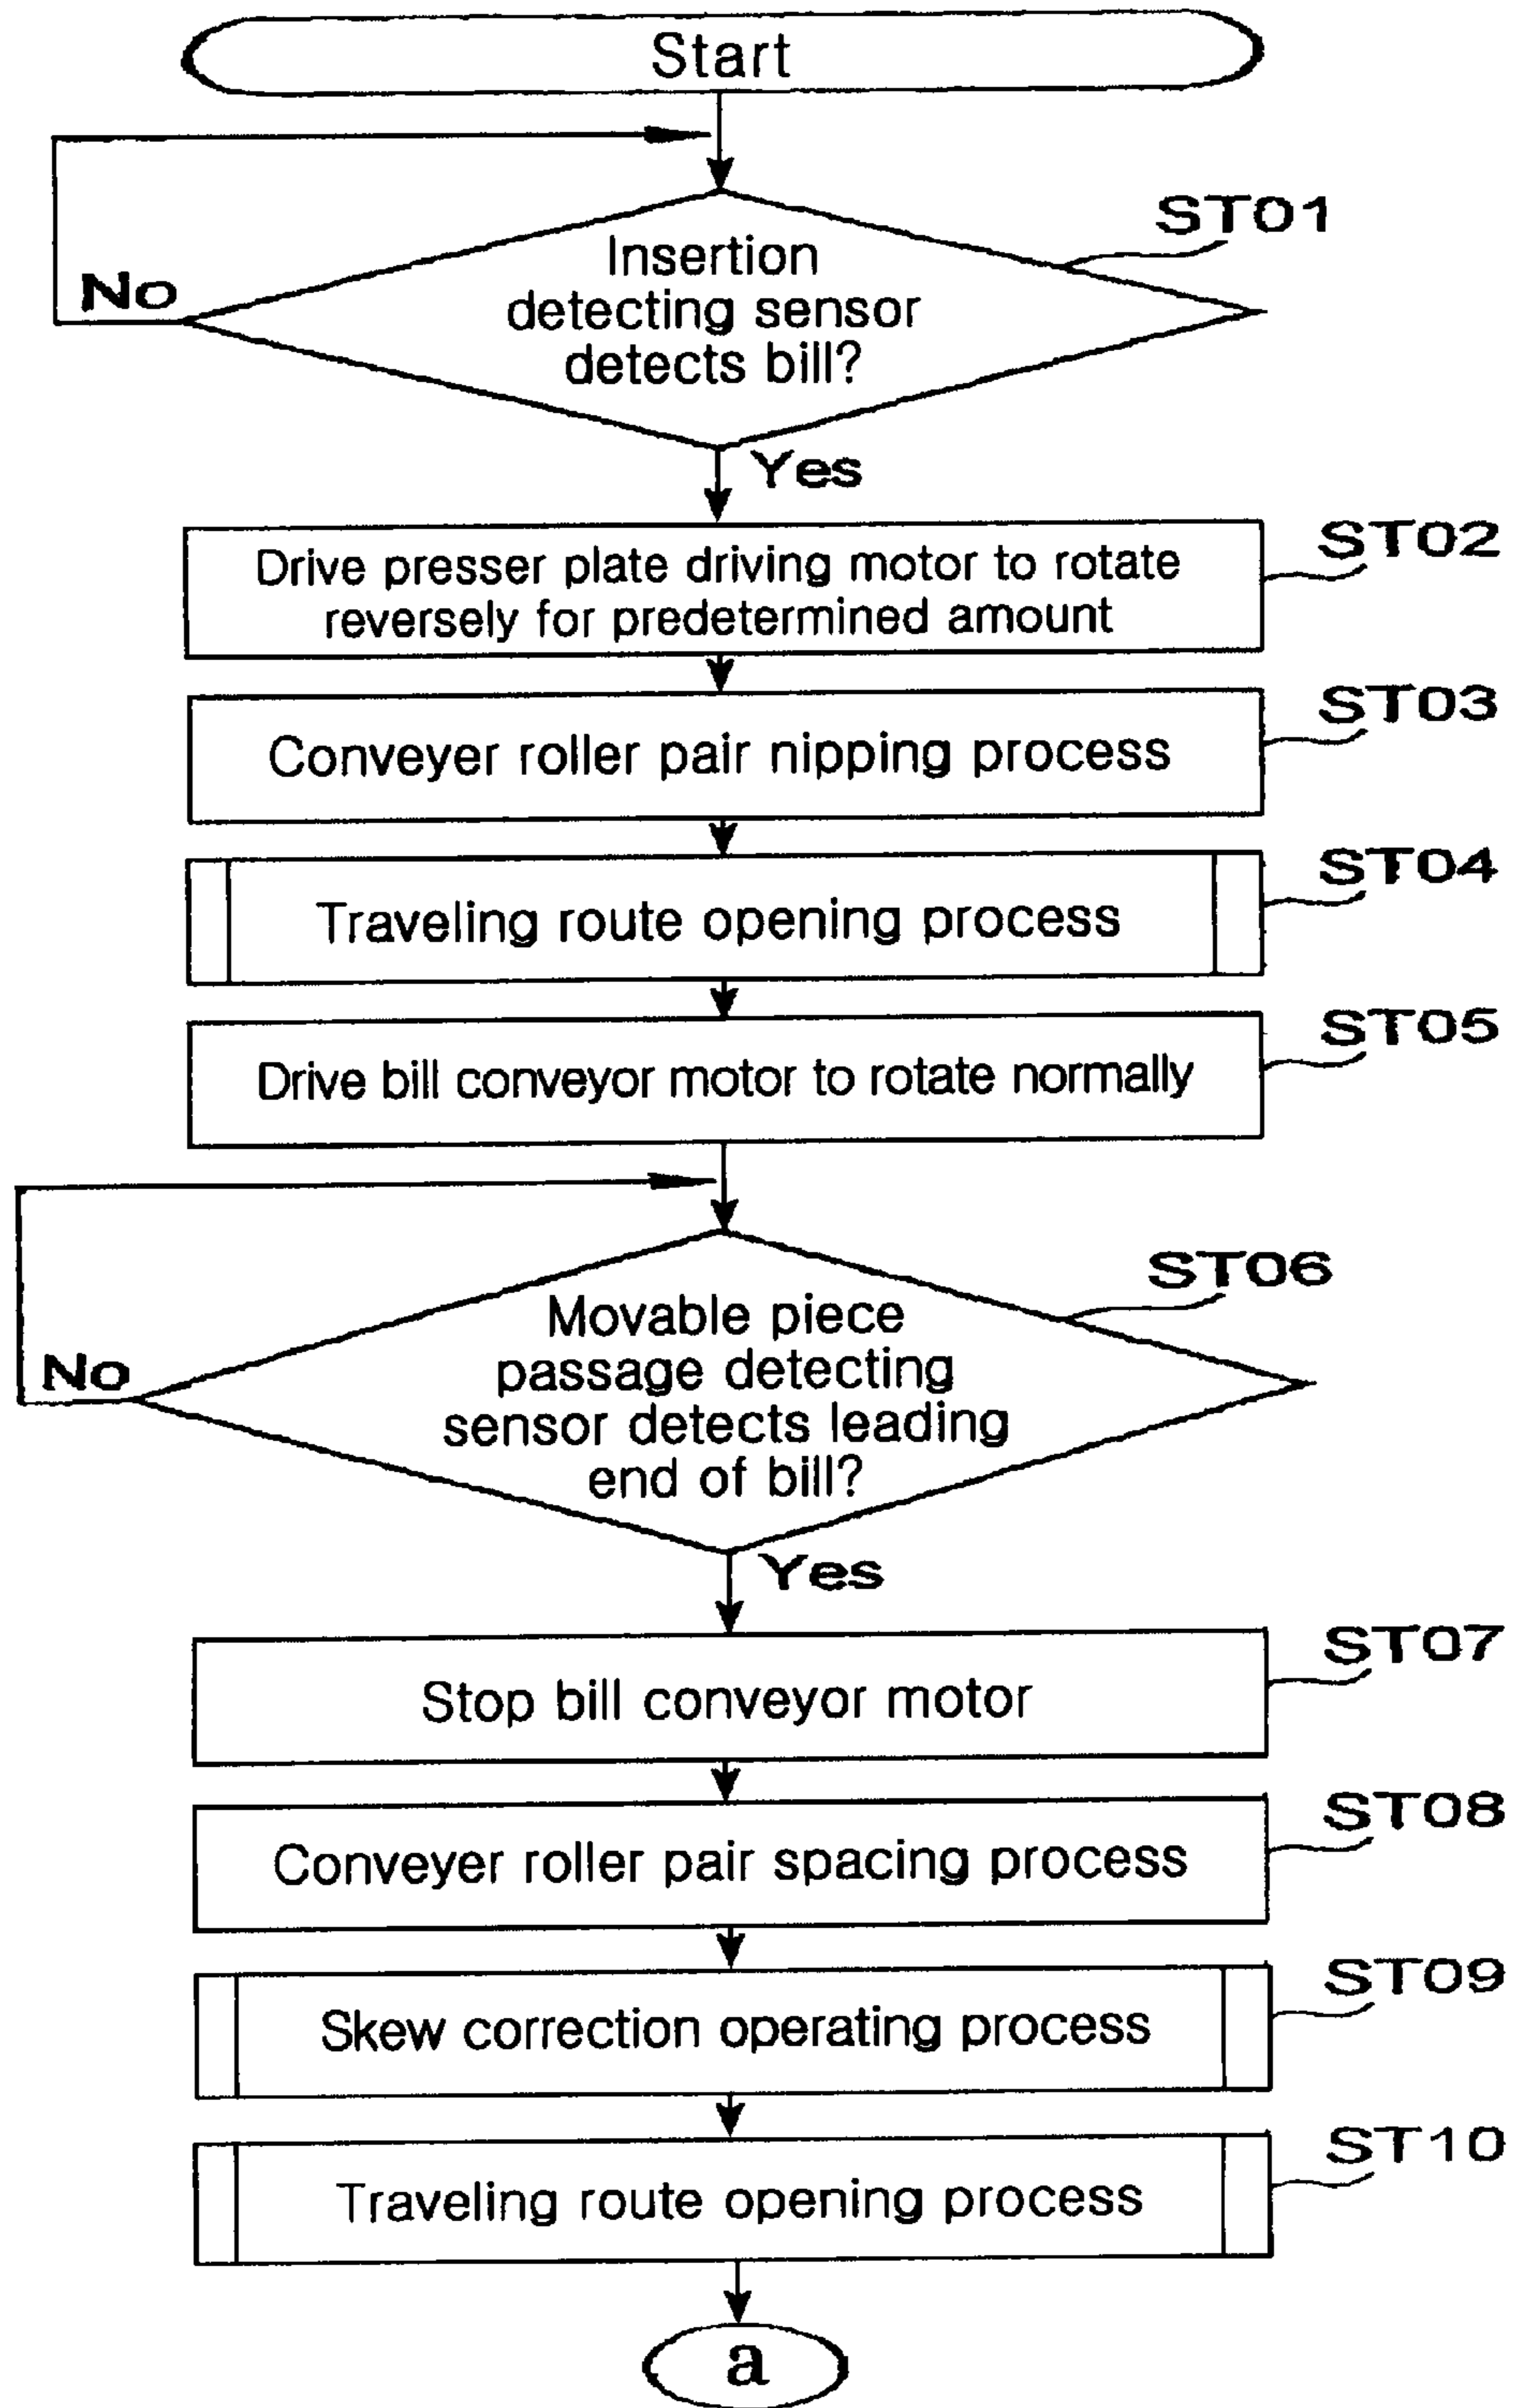 Start
ST01
Insertion
detecting sensor
detects bill?
No
Yes
ST02
Drive presser plate driving motor to rotate
reversely for predetermined amount
ST03
Conveyer roller pair nipping process
ST04
Traveling route opening process
ST05
Drive bill conveyor motor to rotate normally
ST06
Movable piece
passage detecting
sensor detects leading
end of bill?
No
Yes
ST07
Stop bill conveyor motor
ST08
Conveyer roller pair spacing process
ST09
Skew correction operating process
ST10
Traveling route opening process
a